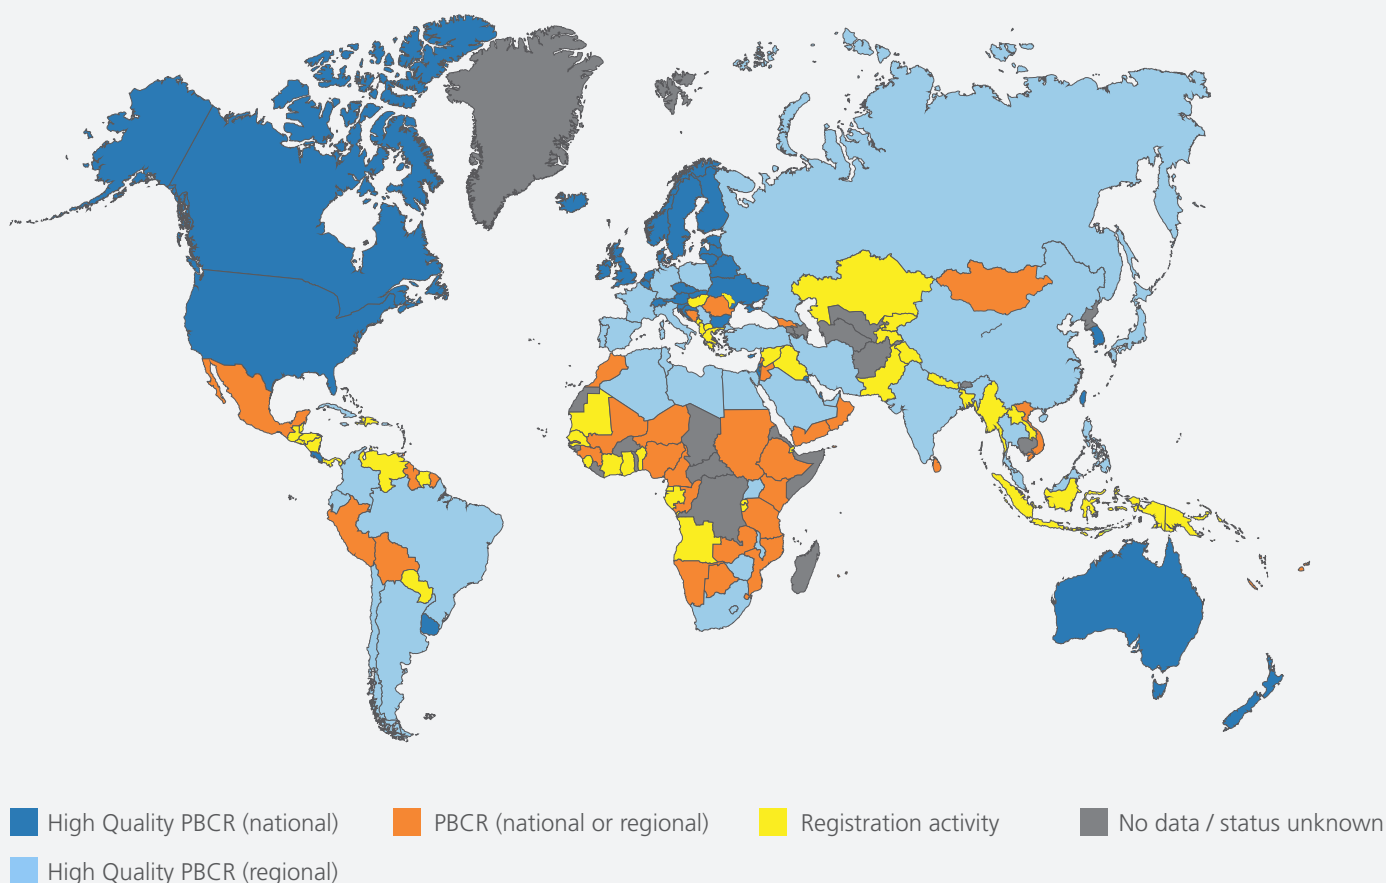 High Quality PBCR (national)
PBCR (national or regional)
Registration activity
No data / status unknown
High Quality PBCR (regional)